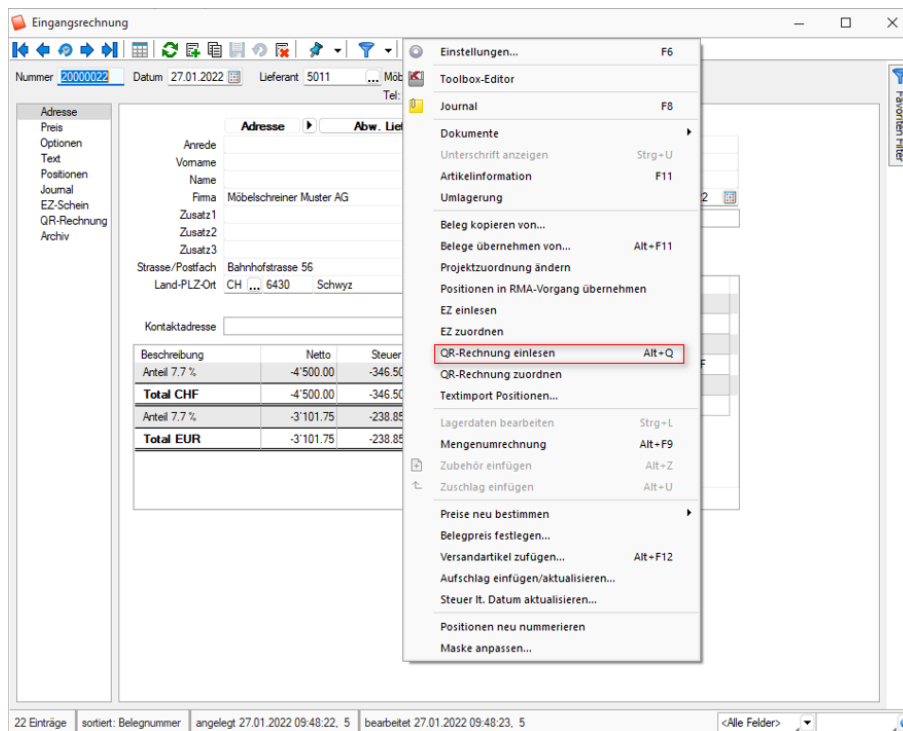 Eingangsrechnung
Nummer 20000022 Datum 27.01.2022 Lieferant 5011 ... Möb
Tel:
Favoriten Filter
Adresse
Preis
Optionen
Text
Positionen
Journal
EZ-Schein
QR-Rechnung
Archiv
Adresse Abw. Lief
Anrede
Vorname
Name
Firma Möbelschreiner Muster AG
Zusatz1
Zusatz2
Zusatz3
Strasse/Postfach Bahnhofstrasse 56
Land-PLZ-Ort CH ... 6430 Schwyz
Kontaktadresse
Beschreibung Netto Steuer
Anteil 7.7 % -4'500.00 -346.50
Total CHF -4'500.00 -346.50
Anteil 7.7 % -3'101.75 -238.85
Total EUR -3'101.75 -238.85
Einstellungen... F6
Toolbox-Editor
Journal F8
Dokumente
Unterschrift anzeigen Strg+U
Artikelinformation F11
Umlagerung
Beleg kopieren von...
Belege übernehmen von... Alt+F11
Projektzuordnung ändern
Positionen in RMA-Vorgang übernehmen
EZ einlesen
EZ zuordnen
QR-Rechnung einlesen Alt+Q
QR-Rechnung zuordnen
Textimport Positionen...
Lagerdaten bearbeiten Strg+L
Mengenumrechnung Alt+F9
Zubehör einfügen Alt+Z
Zuschlag einfügen Alt+U
Preise neu bestimmen
Belegpreis festlegen...
Versandartikel zufügen... Alt+F12
Aufschlag einfügen/aktualisieren...
Steuer lt. Datum aktualisieren...
Positionen neu nummerieren
Maske anpassen...
2
F
22 Einträge sortiert: Belegnummer angelegt 27.01.2022 09:48:22, 5 bearbeitet 27.01.2022 09:48:23, 5 <Alle Felder>